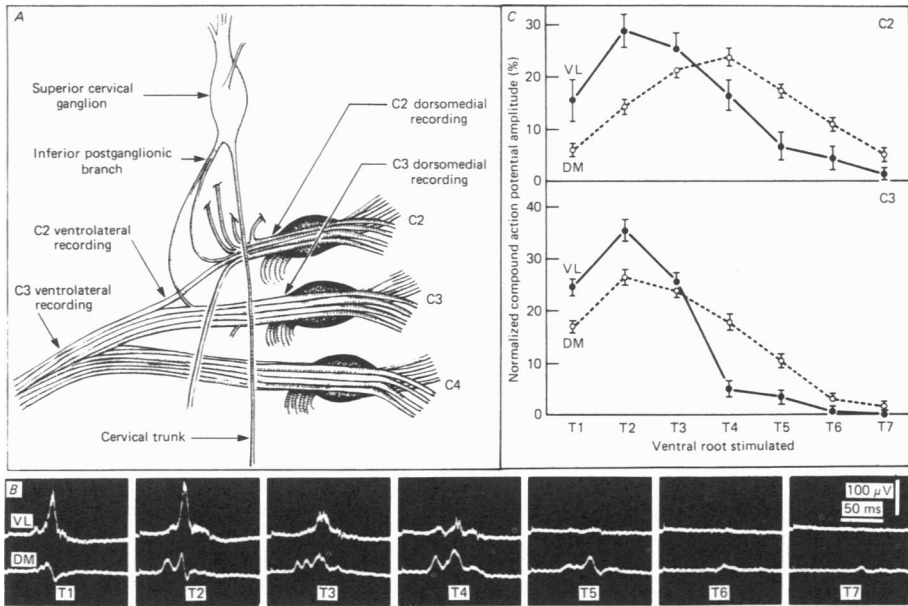 A
Superior cervical
ganglion
Inferior postganglionic
branch
C2 dorsomedial
recording
C3 dorsomedial
recording
C2 ventrolateral
recording
C3 ventrolateral
recording
C2
C3
C4
Cervical trunk
C
C2
VL
DM
30
20
10
0
C3
VL
DM
40
30
20
10
0
Normalized compound action potential amplitude (%)
T1 T2 T3 T4 T5 T6 T7
Ventral root stimulated
B
VL
DM
100 μV
50 ms
T1 T2 T3 T4 T5 T6 T7